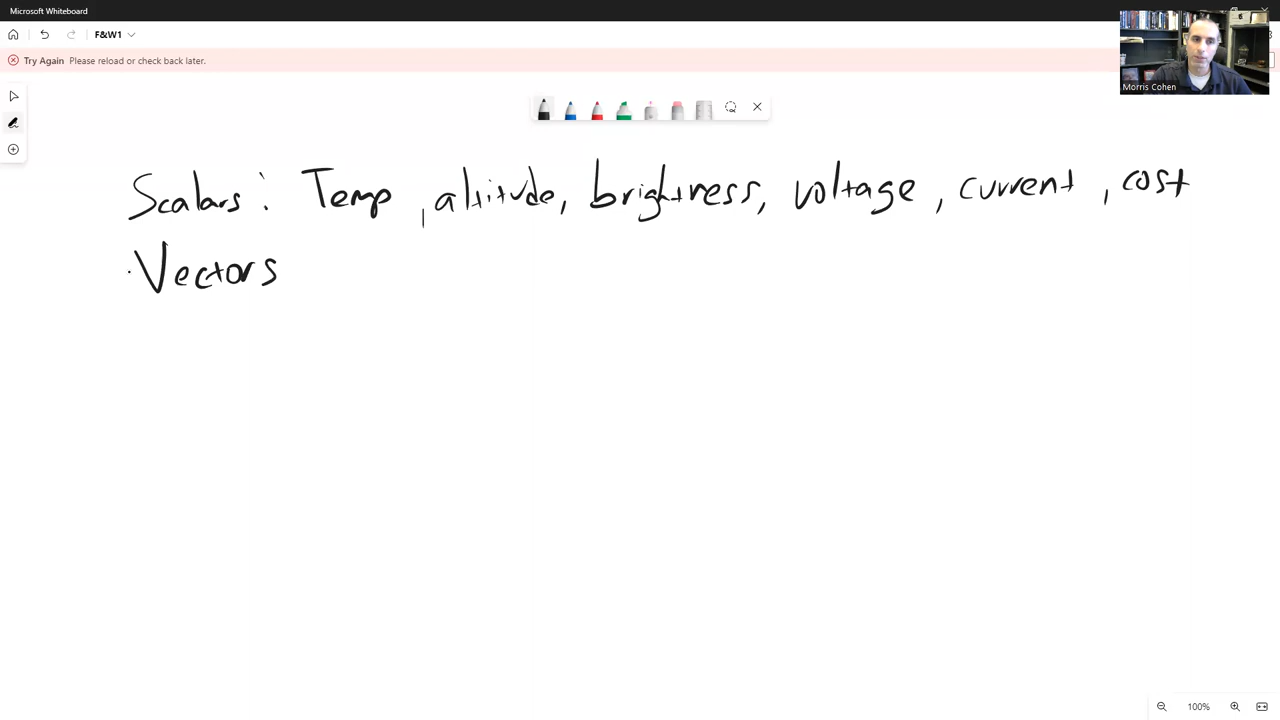 Microsoft Whiteboard
F&W1
Try Again Please reload or check back later.
Morris Cohen
Scalars: Temp, altitude, brightness, voltage, current, cost
Vectors
100%